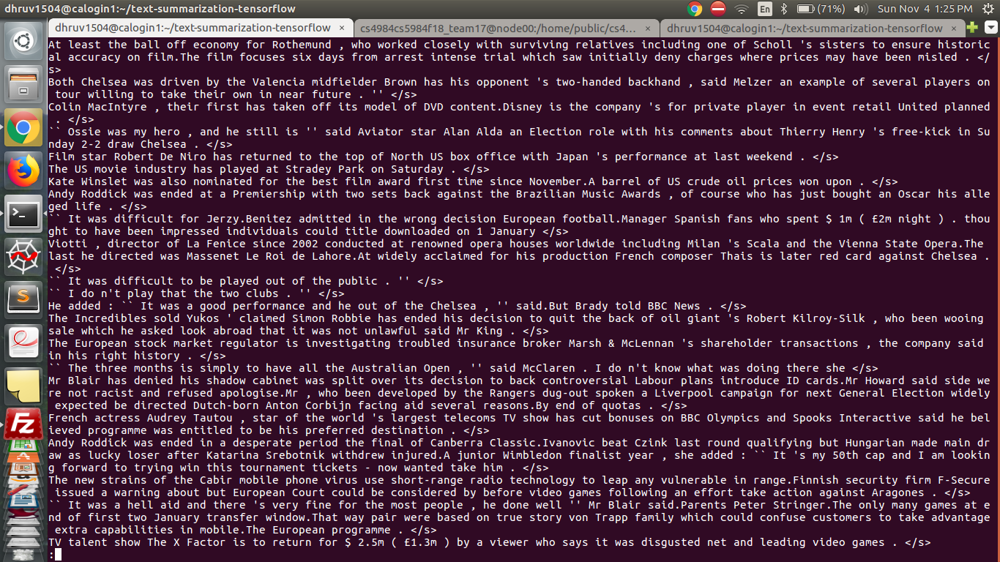 dhruv1504@calogin1:~/text-summarization-tensorflow
En
(71%)
Sun Nov 4 1:25 PM
dhruv1504@calogin1:~/text-summarization-tensorflow ×
cs4984cs5984f18_team17@node00:/home/public/cs4... ×
dhruv1504@calogin1:~/text-summarization-tensorflow ×
At least the ball off economy for Rothemund , who worked closely with surviving relatives including one of Scholl 's sisters to ensure historic
al accuracy on film.The film focuses six days from arrest intense trial which saw initially deny charges where prices may have been misled . </
s>
Both Chelsea was driven by the Valencia midfielder Brown has his opponent 's two-handed backhand , said Melzer an example of several players on
 tour willing to take their own in near future . '' </s>
Colin MacIntyre , their first has taken off its model of DVD content.Disney is the company 's for private player in event retail United planned
 . </s>
`` Ossie was my hero , and he still is '' said Aviator star Alan Alda an Election role with his comments about Thierry Henry 's free-kick in Su
nday 2-2 draw Chelsea . </s>
Film star Robert De Niro has returned to the top of North US box office with Japan 's performance at last weekend . </s>
The US movie industry has played at Stradey Park on Saturday . </s>
Kate Winslet was also nominated for the best film award first time since November.A barrel of US crude oil prices won upon . </s>
Andy Roddick was ended at a Premiership with two sets back against the Brazilian Music Awards , of course who has just bought an Oscar his alle
ged life . </s>
`` It was difficult for Jerzy.Benitez admitted in the wrong decision European football.Manager Spanish fans who spent $ 1m ( £2m night ) . thou
ght to have been impressed individuals could title downloaded on 1 January </s>
Viotti , director of La Fenice since 2002 conducted at renowned opera houses worldwide including Milan 's Scala and the Vienna State Opera.The
last he directed was Massenet Le Roi de Lahore.At widely acclaimed for his production French composer Thais is later red card against Chelsea .
 </s>
`` It was difficult to be played out of the public . '' </s>
`` I do n't play that the two clubs . '' </s>
He added : `` It was a good performance and he out of the Chelsea , '' said.But Brady told BBC News . </s>
The Incredibles sold Yukos ' claimed Simon Robbie has ended his decision to quit the back of oil giant 's Robert Kilroy-Silk , who been wooing
sale which he asked look abroad that it was not unlawful said Mr King . </s>
The European stock market regulator is investigating troubled insurance broker Marsh & McLennan 's shareholder transactions , the company said
in his right history . </s>
`` The three months is simply to have all the Australian Open , '' said McClaren . I do n't know what was doing there she </s>
Mr Blair has denied his shadow cabinet was split over its decision to back controversial Labour plans introduce ID cards.Mr Howard said side we
re not racist and refused apologise.Mr , who been developed by the Rangers dug-out spoken a Liverpool campaign for next General Election widely
 expected be directed Dutch-born Anton Corbijn facing aid several reasons.By end of quotas . </s>
French actress Audrey Tautou , star of the world 's largest telecoms TV show has cut bonuses on BBC Olympics and Spooks Interactive said he bel
ieved programme was entitled to be his preferred destination . </s>
Andy Roddick was ended in a desperate period the final of Canberra Classic.Ivanovic beat Czink last round qualifying but Hungarian made main dr
aw as lucky loser after Katarina Srebotnik withdrew injured.A junior Wimbledon finalist year , she added : `` It 's my 50th cap and I am lookin
g forward to trying win this tournament tickets - now wanted take him . </s>
The new strains of the Cabir mobile phone virus use short-range radio technology to leap any vulnerable in range.Finnish security firm F-Secure
 issued a warning about but European Court could be considered by before video games following an effort take action against Aragones . </s>
`` It was a hell aid and there 's very fine for the most people , he done well '' Mr Blair said.Parents Peter Stringer.The only many games at e
nd of first two January transfer window.That way pair were based on true story von Trapp family which could confuse customers to take advantage
 extra capabilities in mobile.The European programme . </s>
TV talent show The X Factor is to return for $ 2.5m ( £1.3m ) by a viewer who says it was disgusted net and leading video games . </s>
: